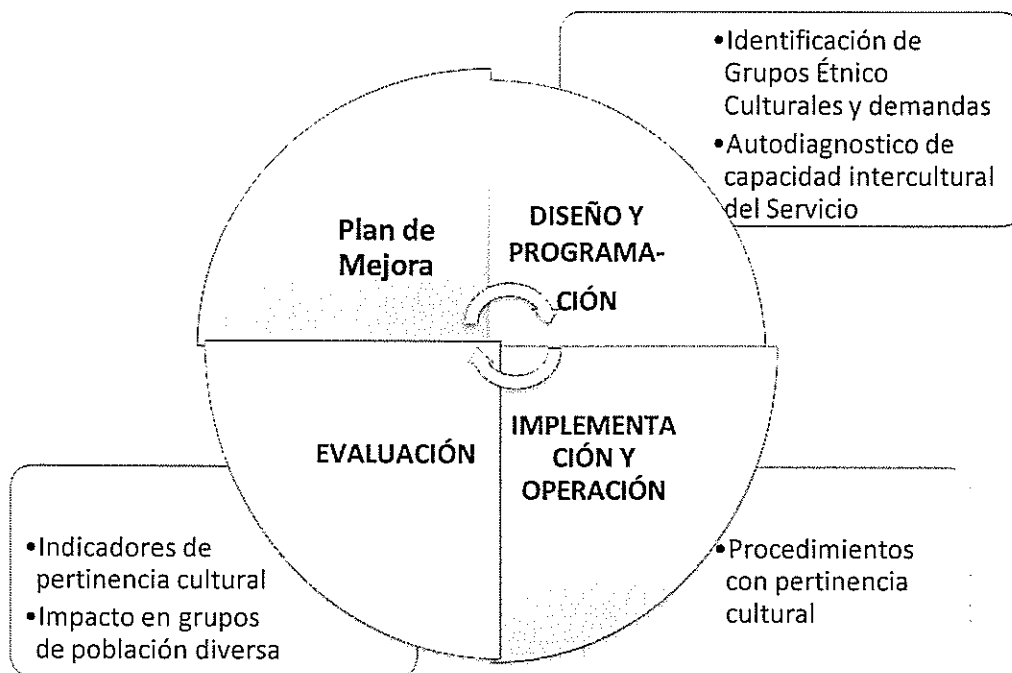 •Identificación de
Grupos Étnico
Culturales y demandas
•Autodiagnostico de
capacidad intercultural
del Servicio
Plan de
Mejora
DISEÑO Y
PROGRAMA-
CIÓN
EVALUACIÓN
IMPLEMENTA
CIÓN Y
OPERACIÓN
•Indicadores de
pertinencia cultural
•Impacto en grupos
de población diversa
•Procedimientos
con pertinencia
cultural